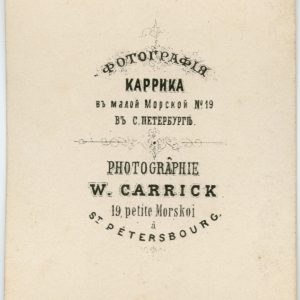 ФОТОГРАФІЯ
КАРРИКА
въ малой Морской № 19
ВЪ С. ПЕТЕРБУРГѢ.
PHOTOGRAPHIE
W. CARRICK
19, petite Morskoi
à
ST. PÉTERSBOURG.